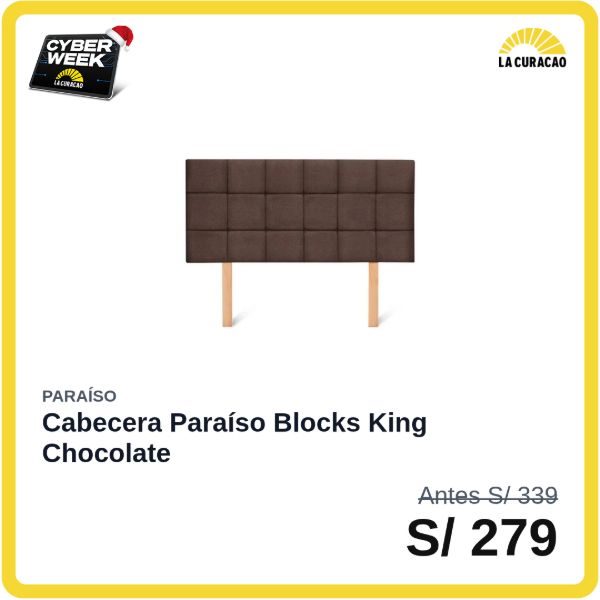 CYBER
WEEK
LA CURACAO
LA CURACAO
PARAÍSO
Cabecera Paraíso Blocks King
Chocolate
Antes S/ 339
S/ 279